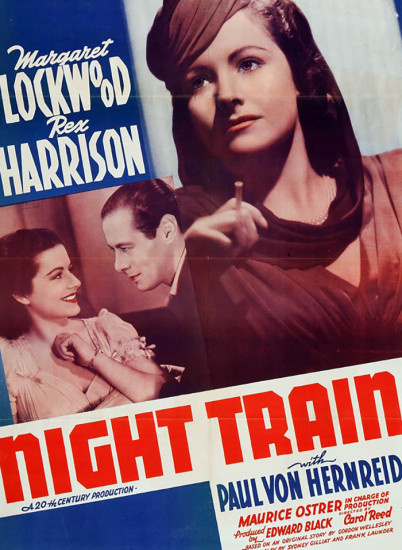 Margaret
LOCKWOOD
Rex
HARRISON
NIGHT TRAIN
A 20th CENTURY PRODUCTION -
with
PAUL VON HERNREID
MAURICE OSTRER IN CHARGE OF PRODUCTION
Produced by EDWARD BLACK DIRECTED BY Carol Reed
BASED ON AN ORIGINAL STORY BY GORDON WELLESLEY
BY SYDNEY GILLIAT AND FRANK LAUNDER